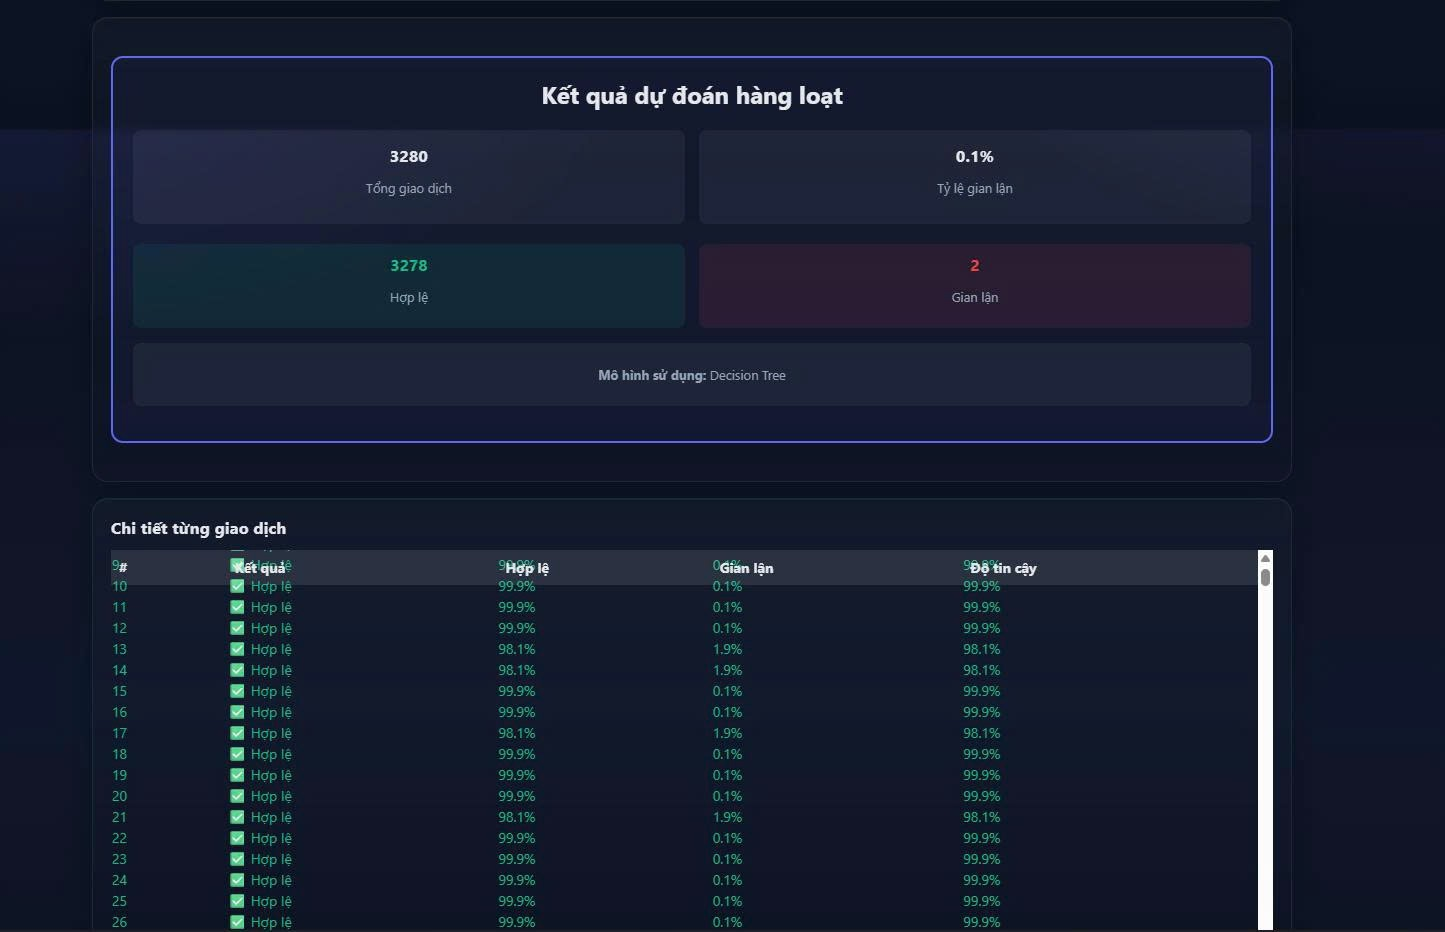 Kết quả dự đoán hàng loạt
3280
Tổng giao dịch
0.1%
Tỷ lệ gian lận
3278
Hợp lệ
2
Gian lận
Mô hình sử dụng: Decision Tree
Chi tiết từng giao dịch
# Kết quả Hợp lệ Gian lận Độ tin cậy
9 Hợp lệ 99.9% 0.1% 99.9%
10 ✅ Hợp lệ 99.9% 0.1% 99.9%
11 ✅ Hợp lệ 99.9% 0.1% 99.9%
12 ✅ Hợp lệ 99.9% 0.1% 99.9%
13 ✅ Hợp lệ 98.1% 1.9% 98.1%
14 ✅ Hợp lệ 98.1% 1.9% 98.1%
15 ✅ Hợp lệ 99.9% 0.1% 99.9%
16 ✅ Hợp lệ 99.9% 0.1% 99.9%
17 ✅ Hợp lệ 98.1% 1.9% 98.1%
18 ✅ Hợp lệ 99.9% 0.1% 99.9%
19 ✅ Hợp lệ 99.9% 0.1% 99.9%
20 ✅ Hợp lệ 99.9% 0.1% 99.9%
21 ✅ Hợp lệ 98.1% 1.9% 98.1%
22 ✅ Hợp lệ 99.9% 0.1% 99.9%
23 ✅ Hợp lệ 99.9% 0.1% 99.9%
24 ✅ Hợp lệ 99.9% 0.1% 99.9%
25 ✅ Hợp lệ 99.9% 0.1% 99.9%
26 ✅ Hợp lệ 99.9% 0.1% 99.9%